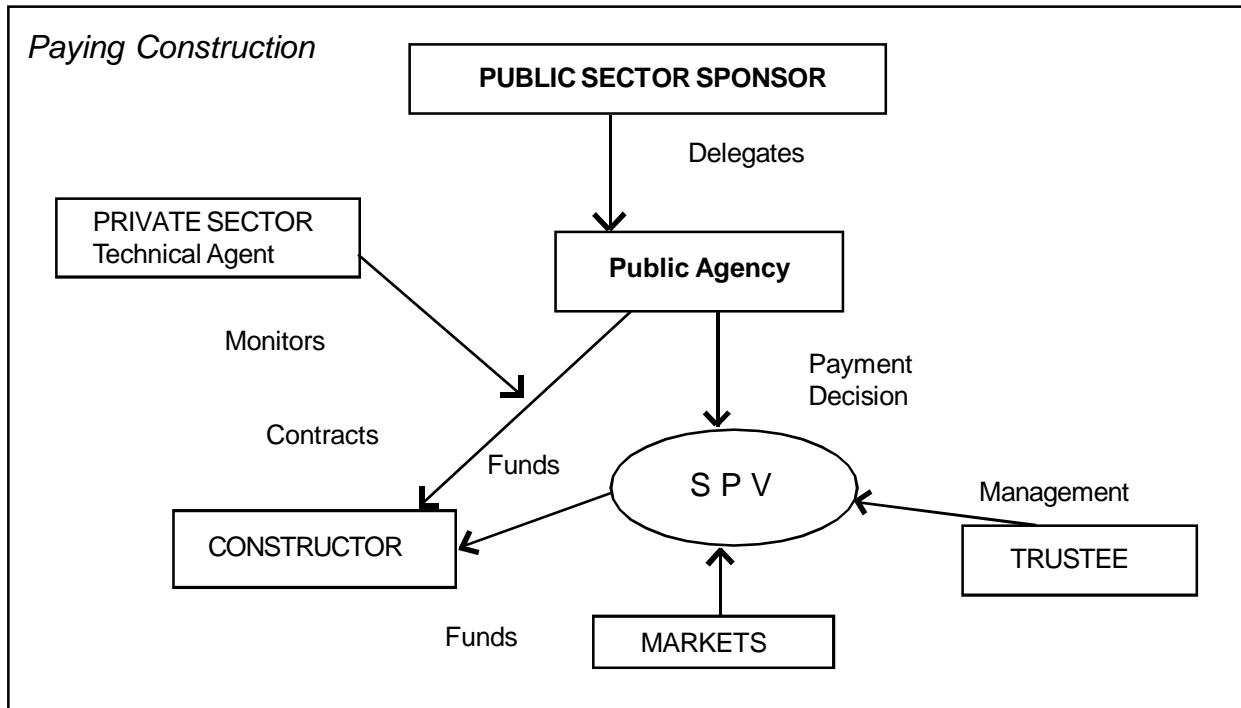 Paying Construction
PUBLIC SECTOR SPONSOR
Delegates
PRIVATE SECTOR
Technical Agent
Public Agency
Monitors
Payment
Decision
Contracts
Funds
S P V
Management
CONSTRUCTOR
TRUSTEE
Funds
MARKETS